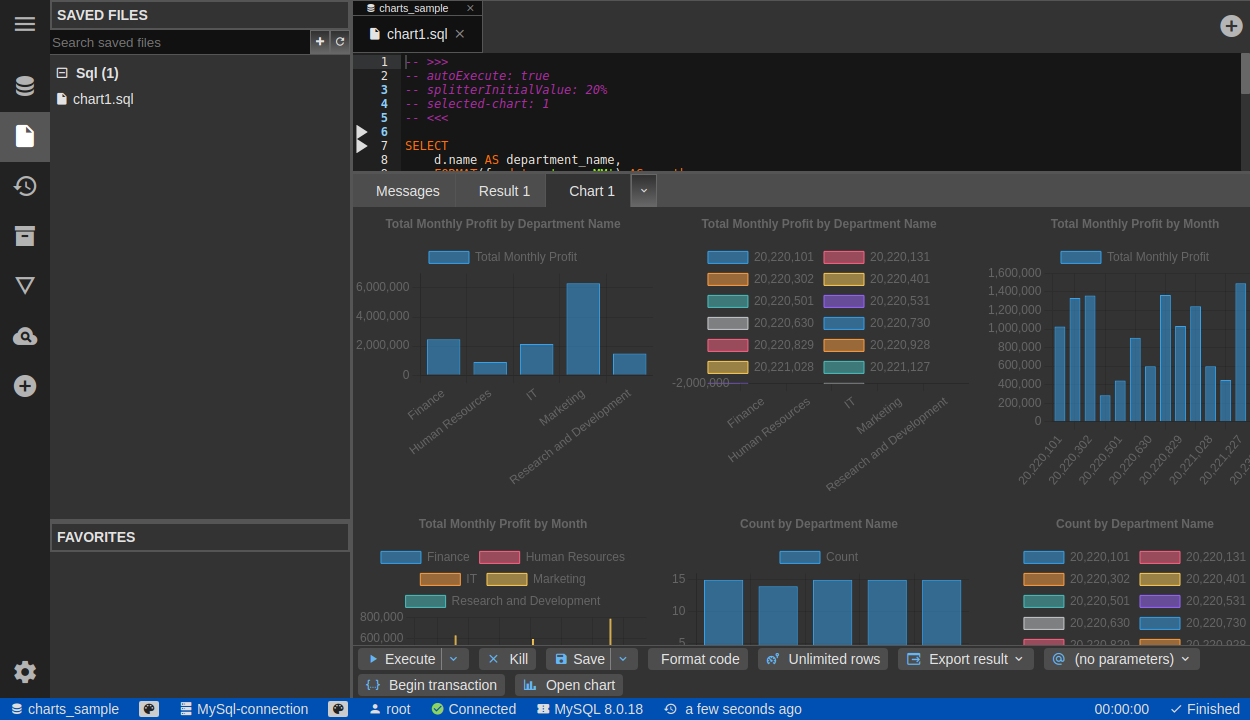 SAVED FILES
Search saved files
Sql (1)
chart1.sql
FAVORITES
charts_sample
chart1.sql
1 -- >>>
2 -- autoExecute: true
3 -- splitterInitialValue: 20%
4 -- selected-chart: 1
5 -- <<<
6
7 SELECT
8 d.name AS department_name,
Messages Result 1 Chart 1
Total Monthly Profit by Department Name
Total Monthly Profit
6,000,000
4,000,000
2,000,000
0
Finance
Human Resources
IT
Marketing
Research and Development
Total Monthly Profit by Department Name
20,220,101 20,220,131
20,220,302 20,220,401
20,220,501 20,220,531
20,220,630 20,220,730
20,220,829 20,220,928
20,221,028 20,221,127
-2,000,000
Finance
Human Resources
IT
Marketing
Research and Development
Total Monthly Profit by Month
Total Monthly Profit
1,600,000
1,400,000
1,200,000
1,000,000
800,000
600,000
400,000
200,000
0
20,220,101
20,220,302
20,220,501
20,220,630
20,220,829
20,221,028
20,221,227
Total Monthly Profit by Month
Finance Human Resources
IT Marketing
Research and Development
800,000
600,000
Count by Department Name
Count
15
10
5
Count by Department Name
20,220,101 20,220,131
20,220,302 20,220,401
20,220,501 20,220,531
20,220,630 20,220,730
20,220,829 20,220,928
Execute Kill Save Format code Unlimited rows Export result (no parameters)
Begin transaction Open chart
charts_sample MySql-connection root Connected MySQL 8.0.18 a few seconds ago 00:00:00 Finished